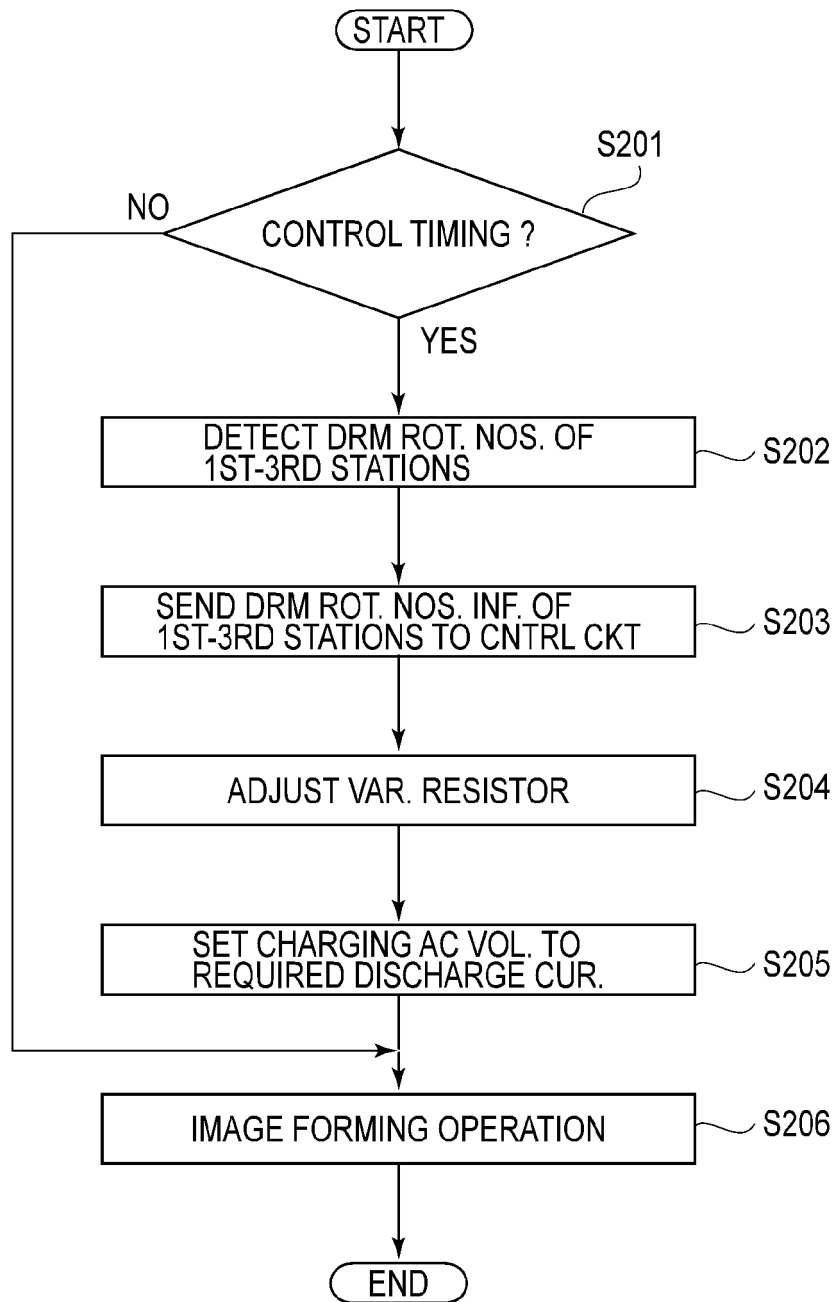 START
S201
NO
CONTROL TIMING ?
YES
DETECT DRM ROT. NOS. OF
1ST-3RD STATIONS
S202
SEND DRM ROT. NOS. INF. OF
1ST-3RD STATIONS TO CNTRL CKT
S203
ADJUST VAR. RESISTOR
S204
SET CHARGING AC VOL. TO
REQUIRED DISCHARGE CUR.
S205
IMAGE FORMING OPERATION
S206
END